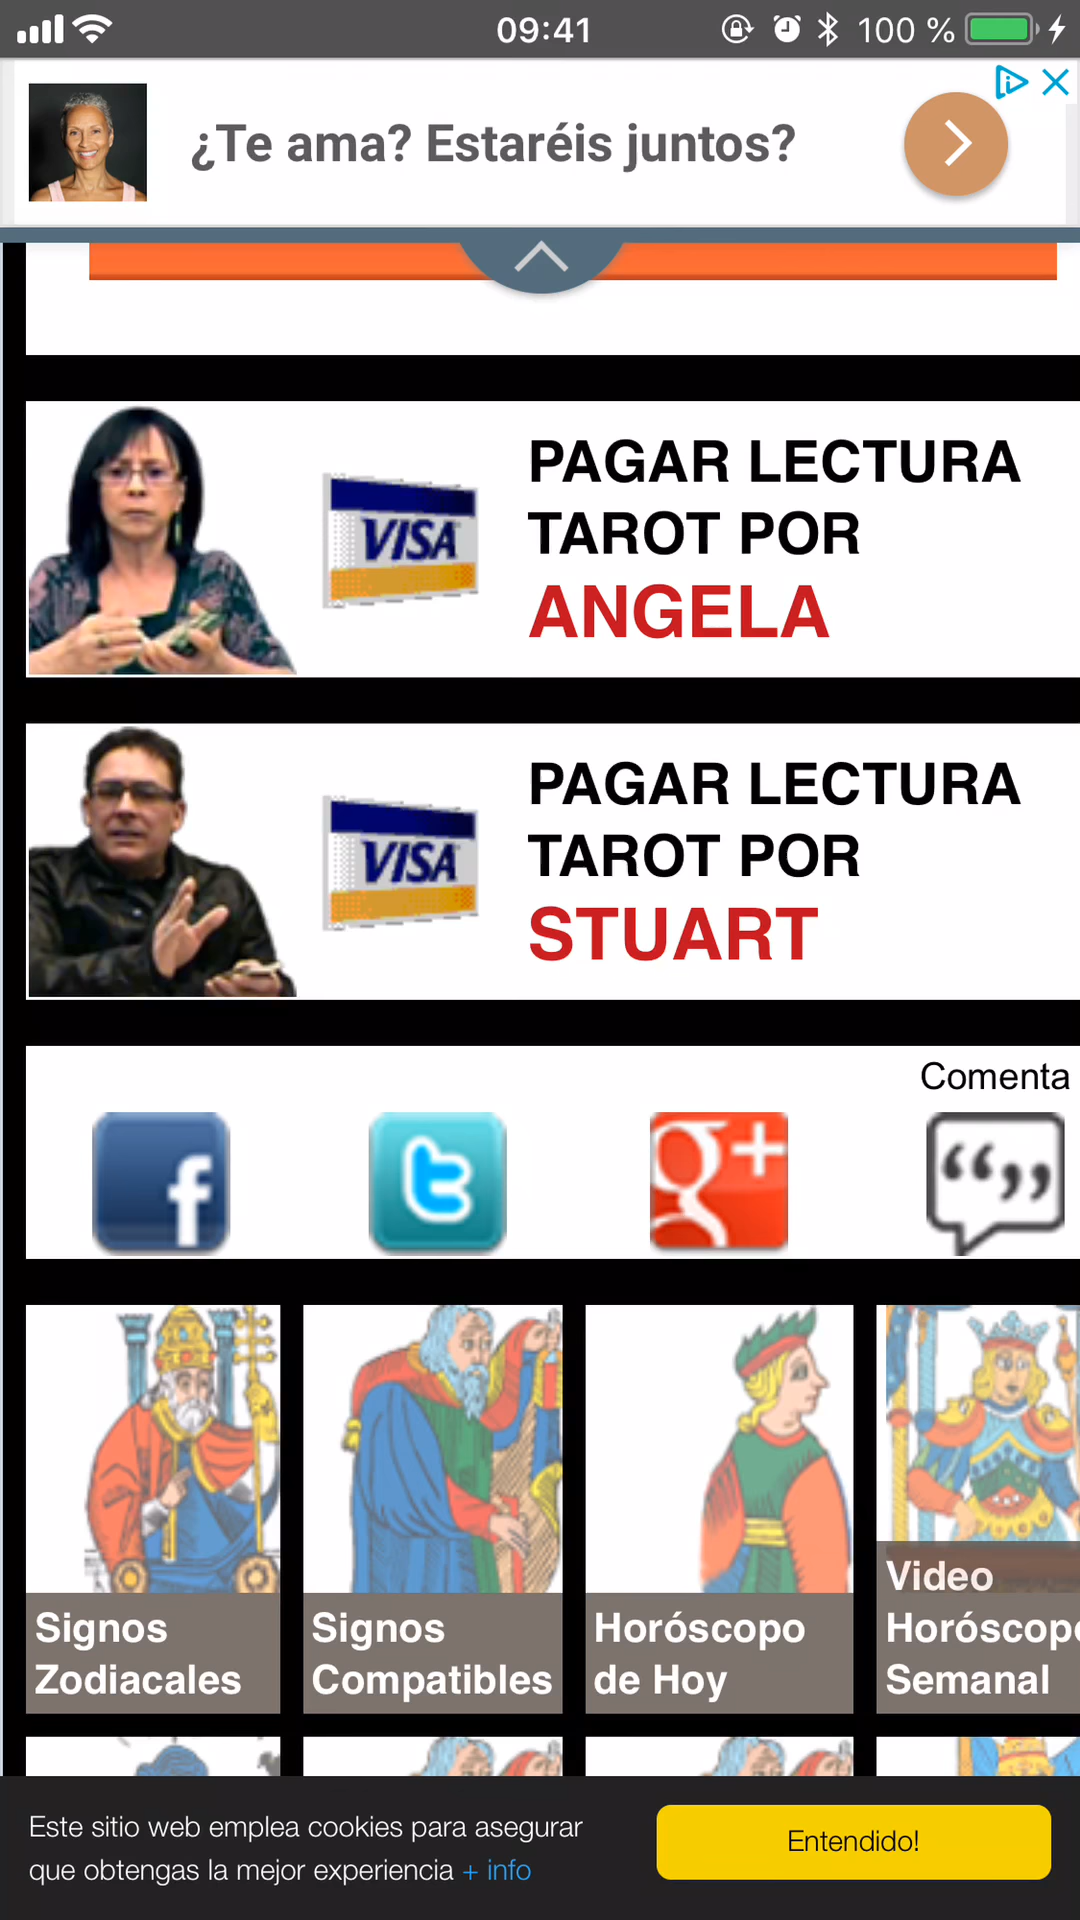 09:41
100 %
¿Te ama? Estaréis juntos?
PAGAR LECTURA
TAROT POR
ANGELA
VISA
PAGAR LECTURA
TAROT POR
STUART
VISA
Comenta
f
t
g+
“”
Signos
Zodiacales
Signos
Compatibles
Horóscopo
de Hoy
Video
Horóscopo
Semanal
Este sitio web emplea cookies para asegurar
que obtengas la mejor experiencia + info
Entendido!